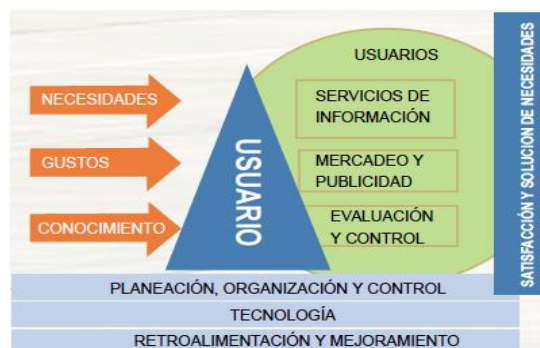 USUARIOS
NECESIDADES
GUSTOS
CONOCIMIENTO
USUARIO
SERVICIOS DE
INFORMACIÓN
MERCADEO Y
PUBLICIDAD
EVALUACIÓN
Y CONTROL
SATISFACCIÓN Y SOLUCION DE NECESIDADES
PLANEACIÓN, ORGANIZACIÓN Y CONTROL
TECNOLOGÍA
RETROALIMENTACIÓN Y MEJORAMIENTO